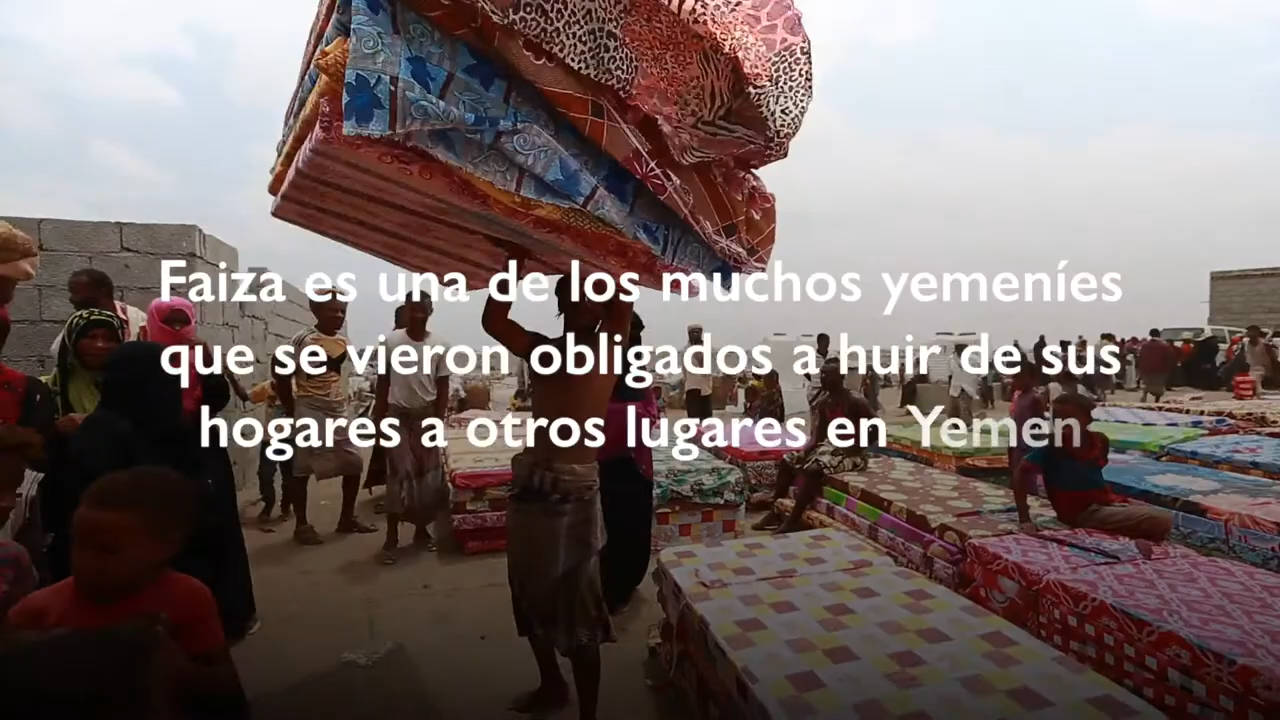 Faiza es una de los muchos yemeníes
que se vieron obligados a huir de sus
hogares a otros lugares en Yemen